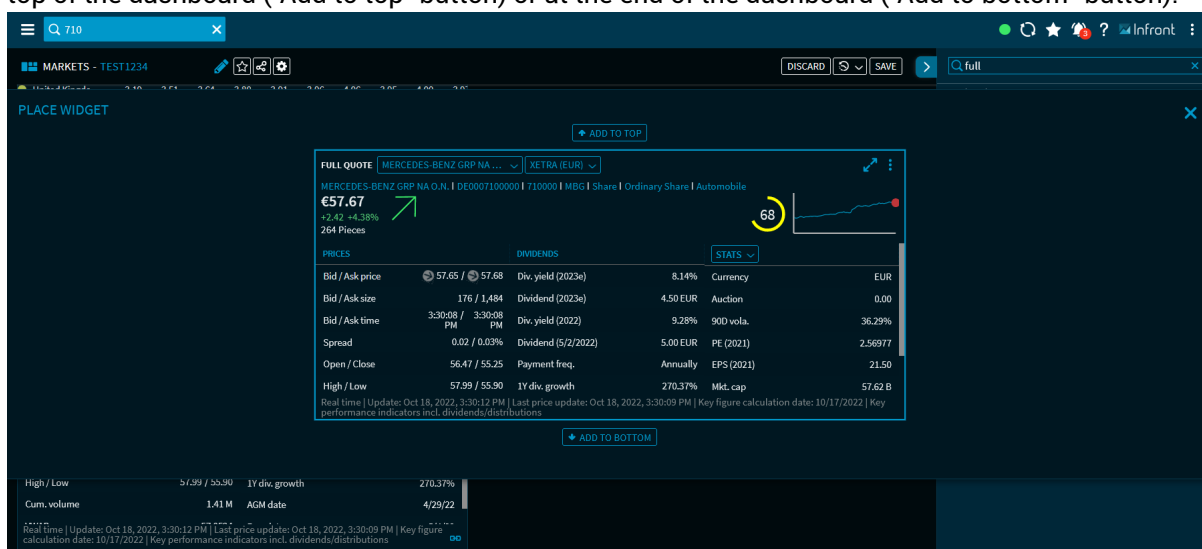 top of the dashboard ("Add to top" button) or at the end of the dashboard ("Add to bottom" button).
710
3
? Infront
MARKETS - TEST1234
DISCARD SAVE
full
PLACE WIDGET
ADD TO TOP
FULL QUOTE MERCEDES-BENZ GRP NA ... XETRA (EUR)
MERCEDES-BENZ GRP NA O.N. I DE0007100000 I 710000 I MBG I Share I Ordinary Share I Automobile
€57.67
+2.42 +4.38%
264 Pieces
68
PRICES DIVIDENDS STATS
Bid / Ask price 57.65 / 57.68 Div. yield (2023e) 8.14% Currency EUR
Bid / Ask size 176 / 1,484 Dividend (2023e) 4.50 EUR Auction 0.00
Bid / Ask time 3:30:08 PM / 3:30:08 PM Div. yield (2022) 9.28% 90D vola. 36.29%
Spread 0.02 / 0.03% Dividend (5/2/2022) 5.00 EUR PE (2021) 2.56977
Open / Close 56.47 / 55.25 Payment freq. Annually EPS (2021) 21.50
High / Low 57.99 / 55.90 1Y div. growth 270.37% Mkt. cap 57.62 B
Real time | Update: Oct 18, 2022, 3:30:12 PM | Last price update: Oct 18, 2022, 3:30:09 PM | Key figure calculation date: 10/17/2022 | Key
performance indicators incl. dividends/distributions
ADD TO BOTTOM
High / Low 57.99 / 55.90 1Y div. growth 270.37%
Cum. volume 1.41 M AGM date 4/29/22
Real time | Update: Oct 18, 2022, 3:30:12 PM | Last price update: Oct 18, 2022, 3:30:09 PM | Key figure
calculation date: 10/17/2022 | Key performance indicators incl. dividends/distributions